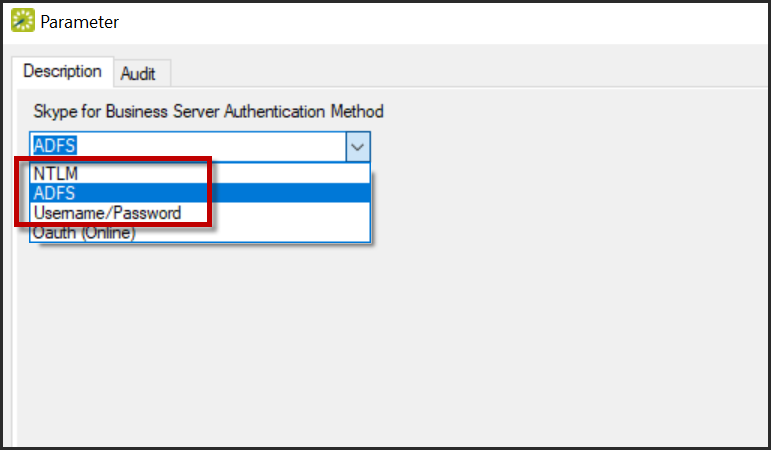 Parameter
Description Audit
Skype for Business Server Authentication Method
ADFS
NTLM
ADFS
Username/Password
Oauth (Online)